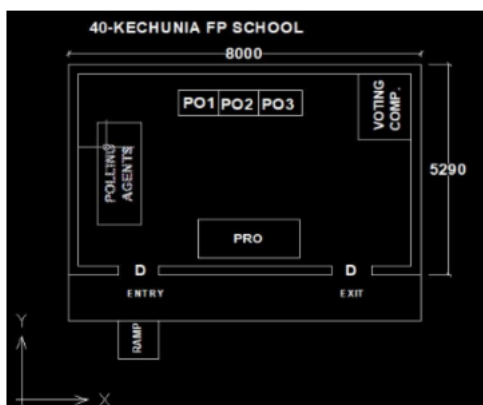 40-KECHUNIA FP SCHOOL
8000
PO1 PO2 PO3
VOTING
COMP.
POLLING
AGENTS
5290
PRO
D
D
ENTRY
EXIT
RAMP
Y
X